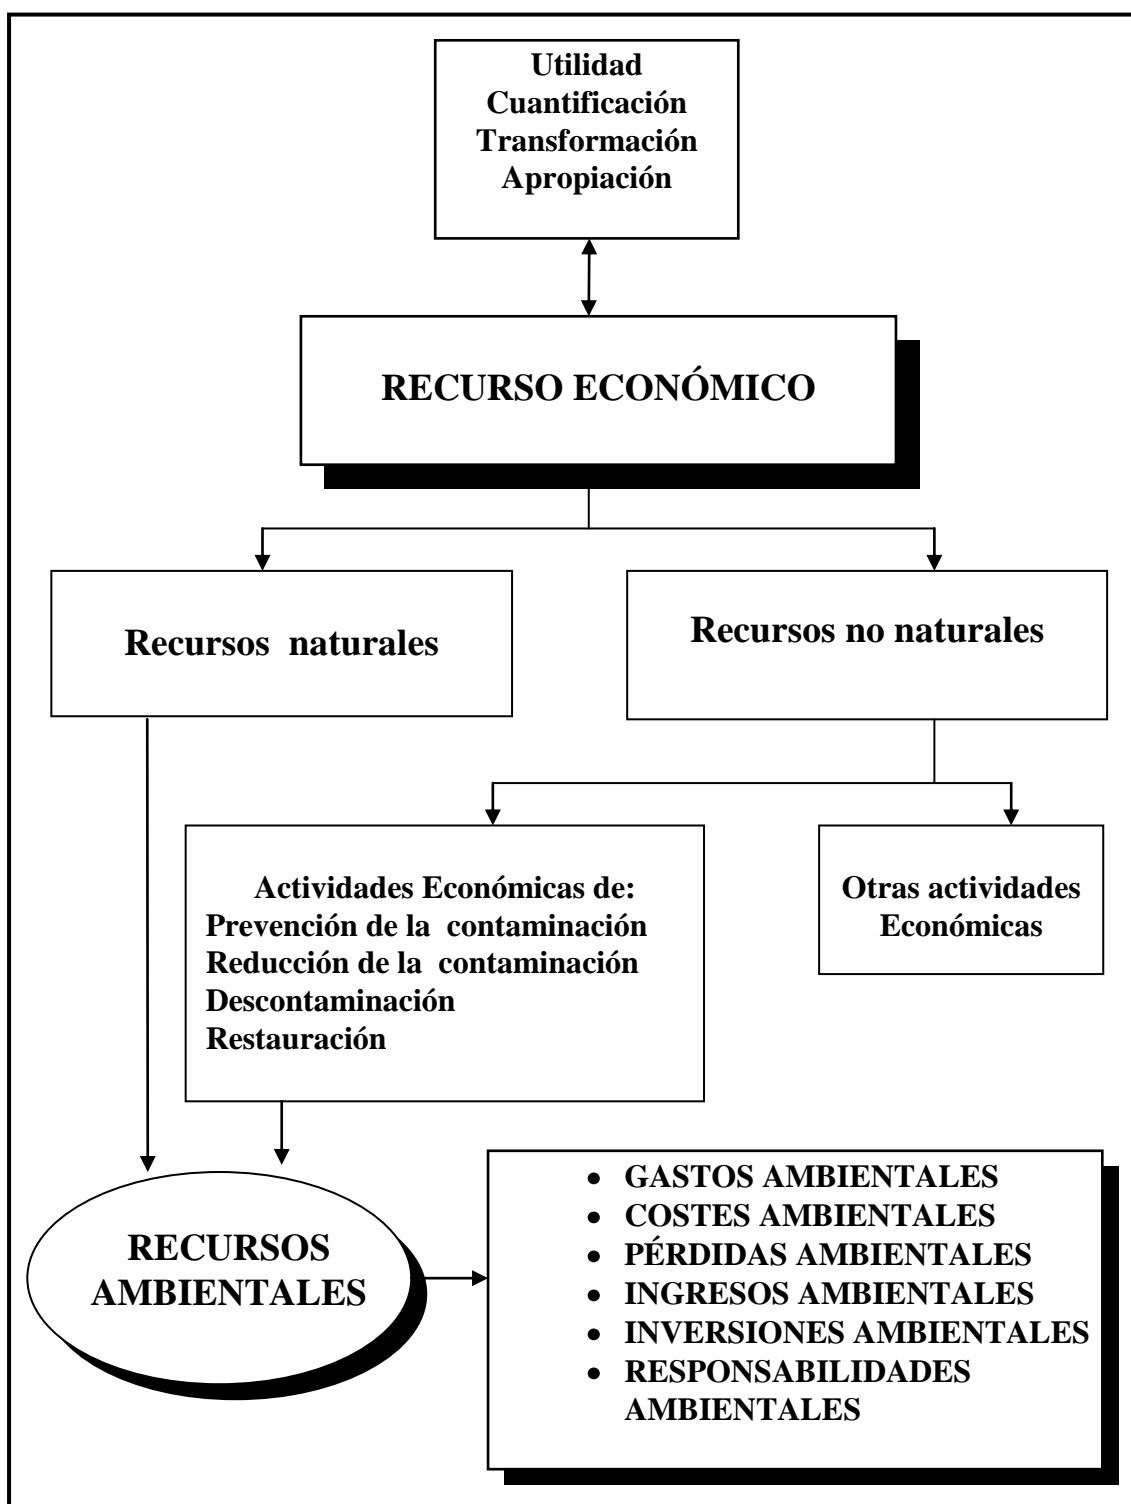 Utilidad
Cuantificación
Transformación
Apropiación
RECURSO ECONÓMICO
Recursos naturales
Recursos no naturales
Actividades Económicas de:
Prevención de la contaminación
Reducción de la contaminación
Descontaminación
Restauración
Otras actividades
Económicas
RECURSOS
AMBIENTALES
• GASTOS AMBIENTALES
• COSTES AMBIENTALES
• PÉRDIDAS AMBIENTALES
• INGRESOS AMBIENTALES
• INVERSIONES AMBIENTALES
• RESPONSABILIDADES
AMBIENTALES